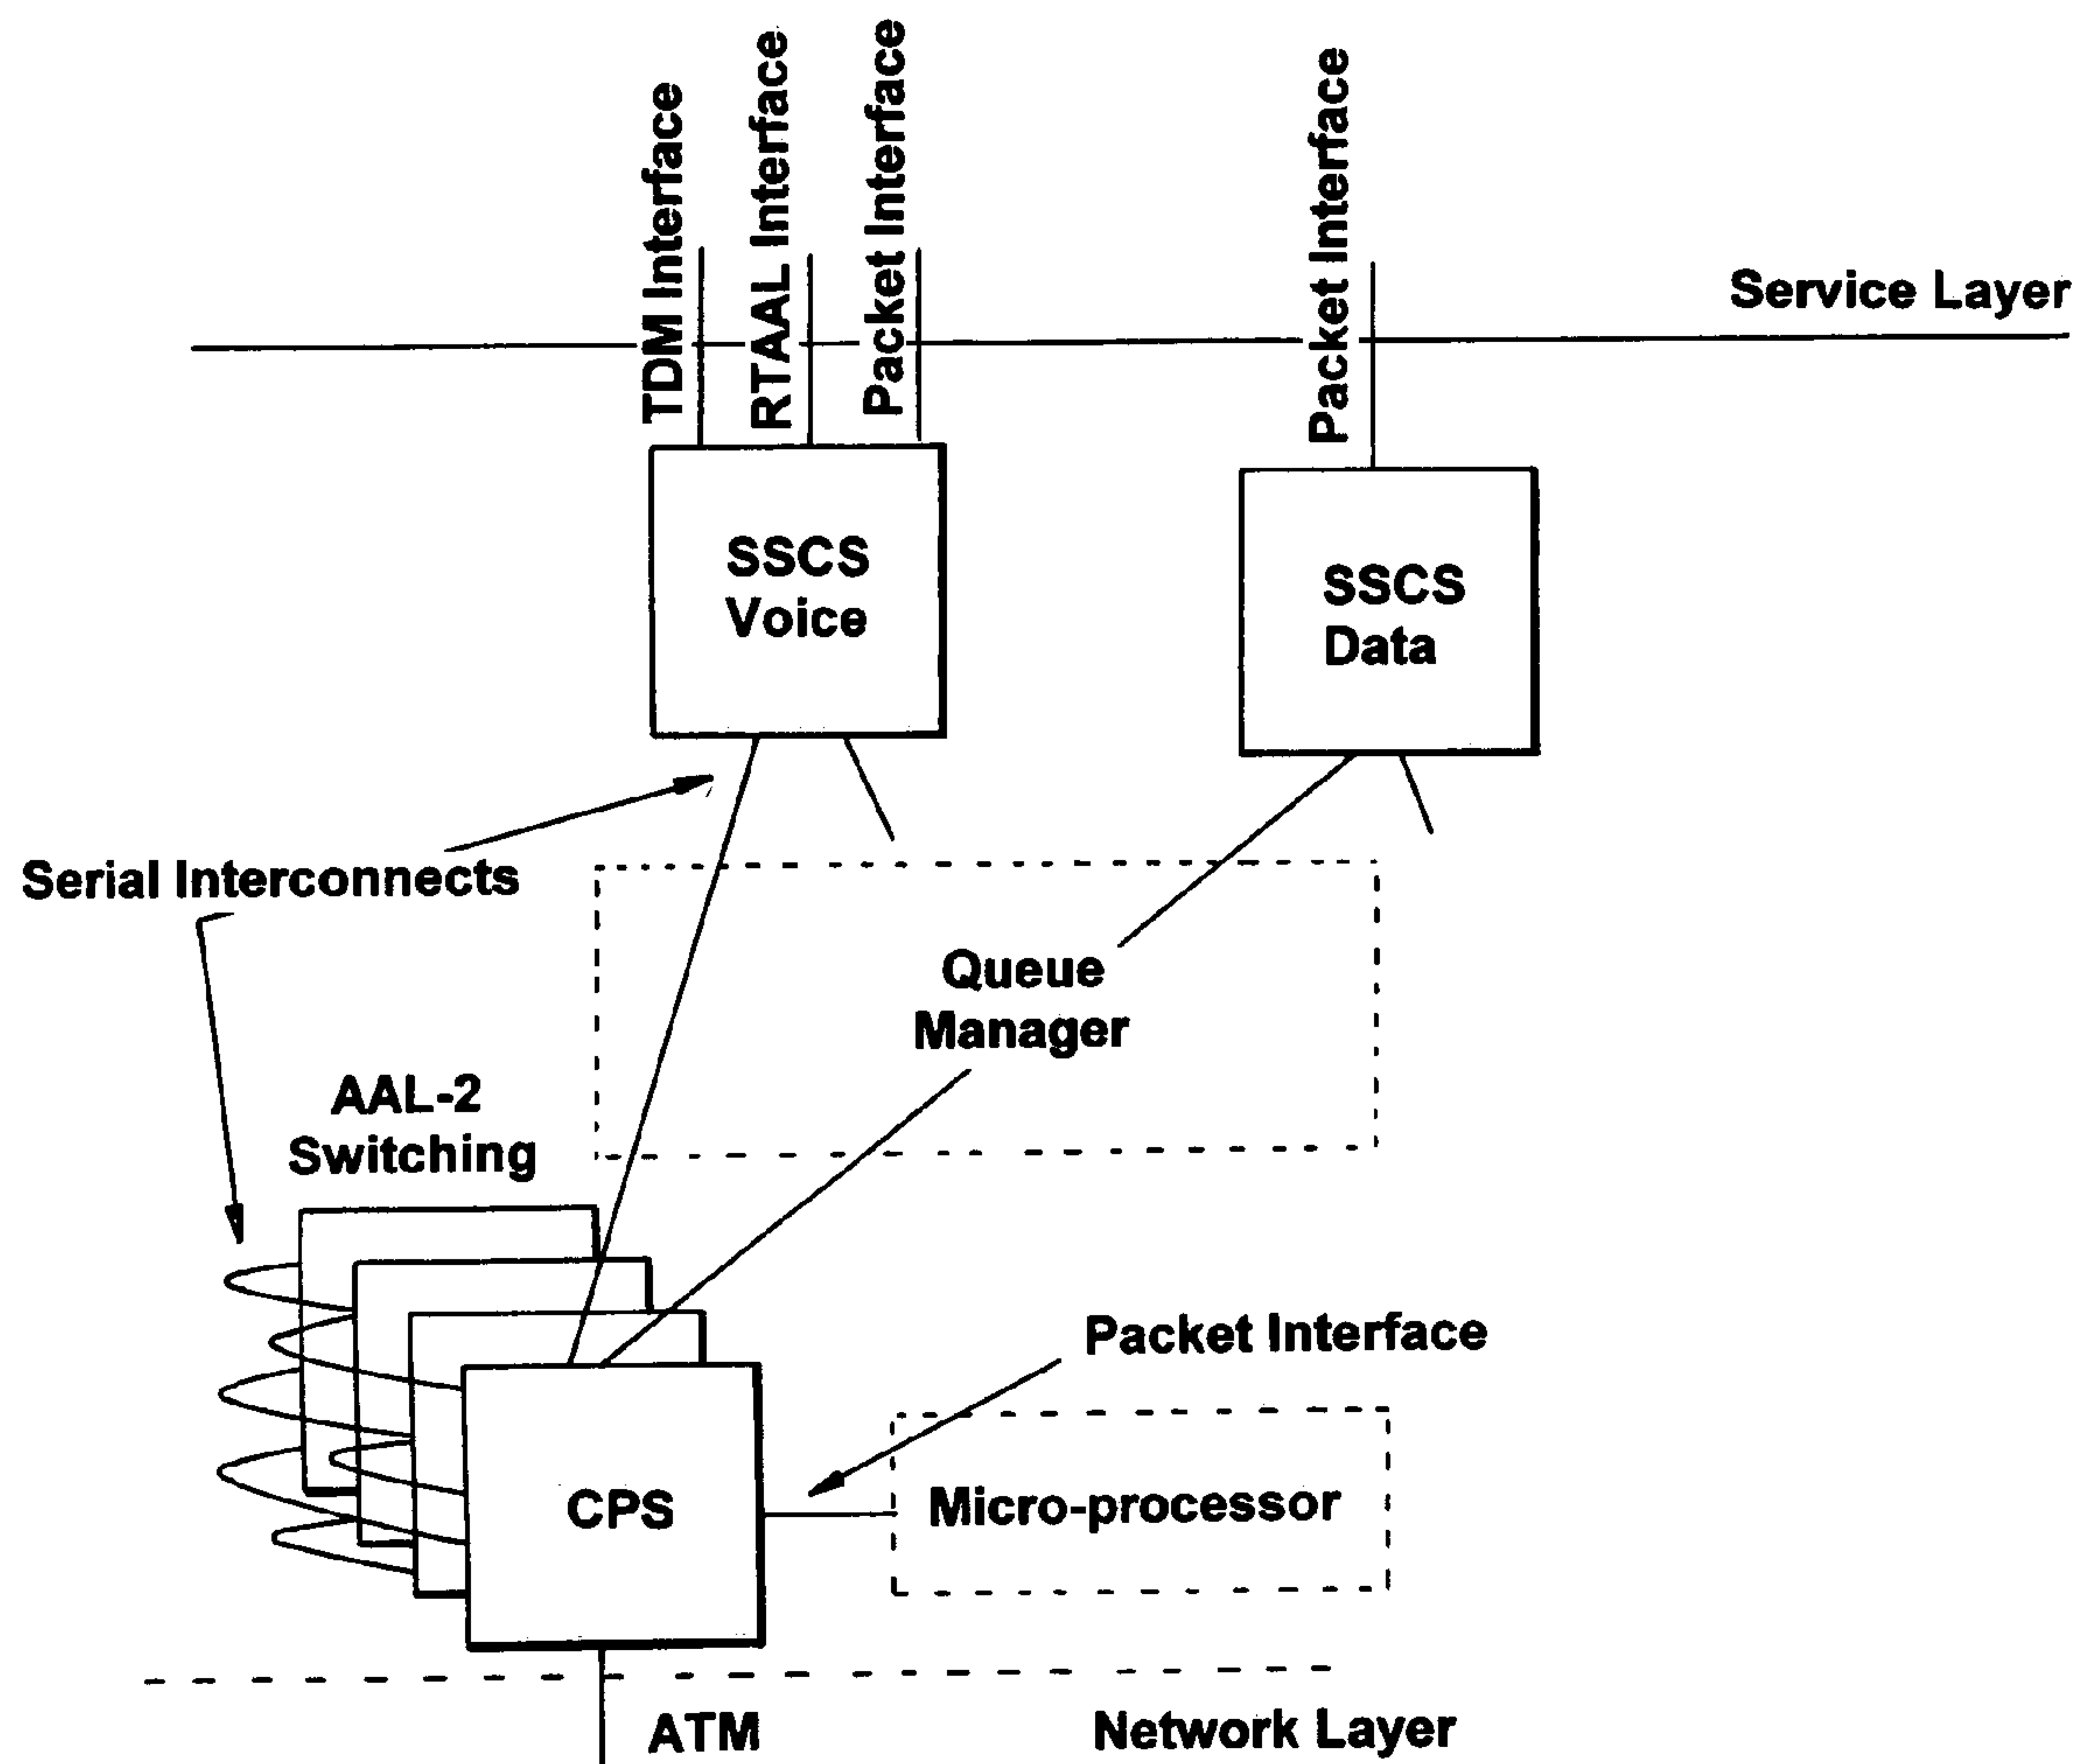 TDM Interface
RTAAL Interface
Packet Interface
Packet Interface
Service Layer
SSCS
Voice
SSCS
Data
Serial Interconnects
Queue
Manager
AAL-2
Switching
Packet Interface
CPS
Micro-processor
ATM
Network Layer